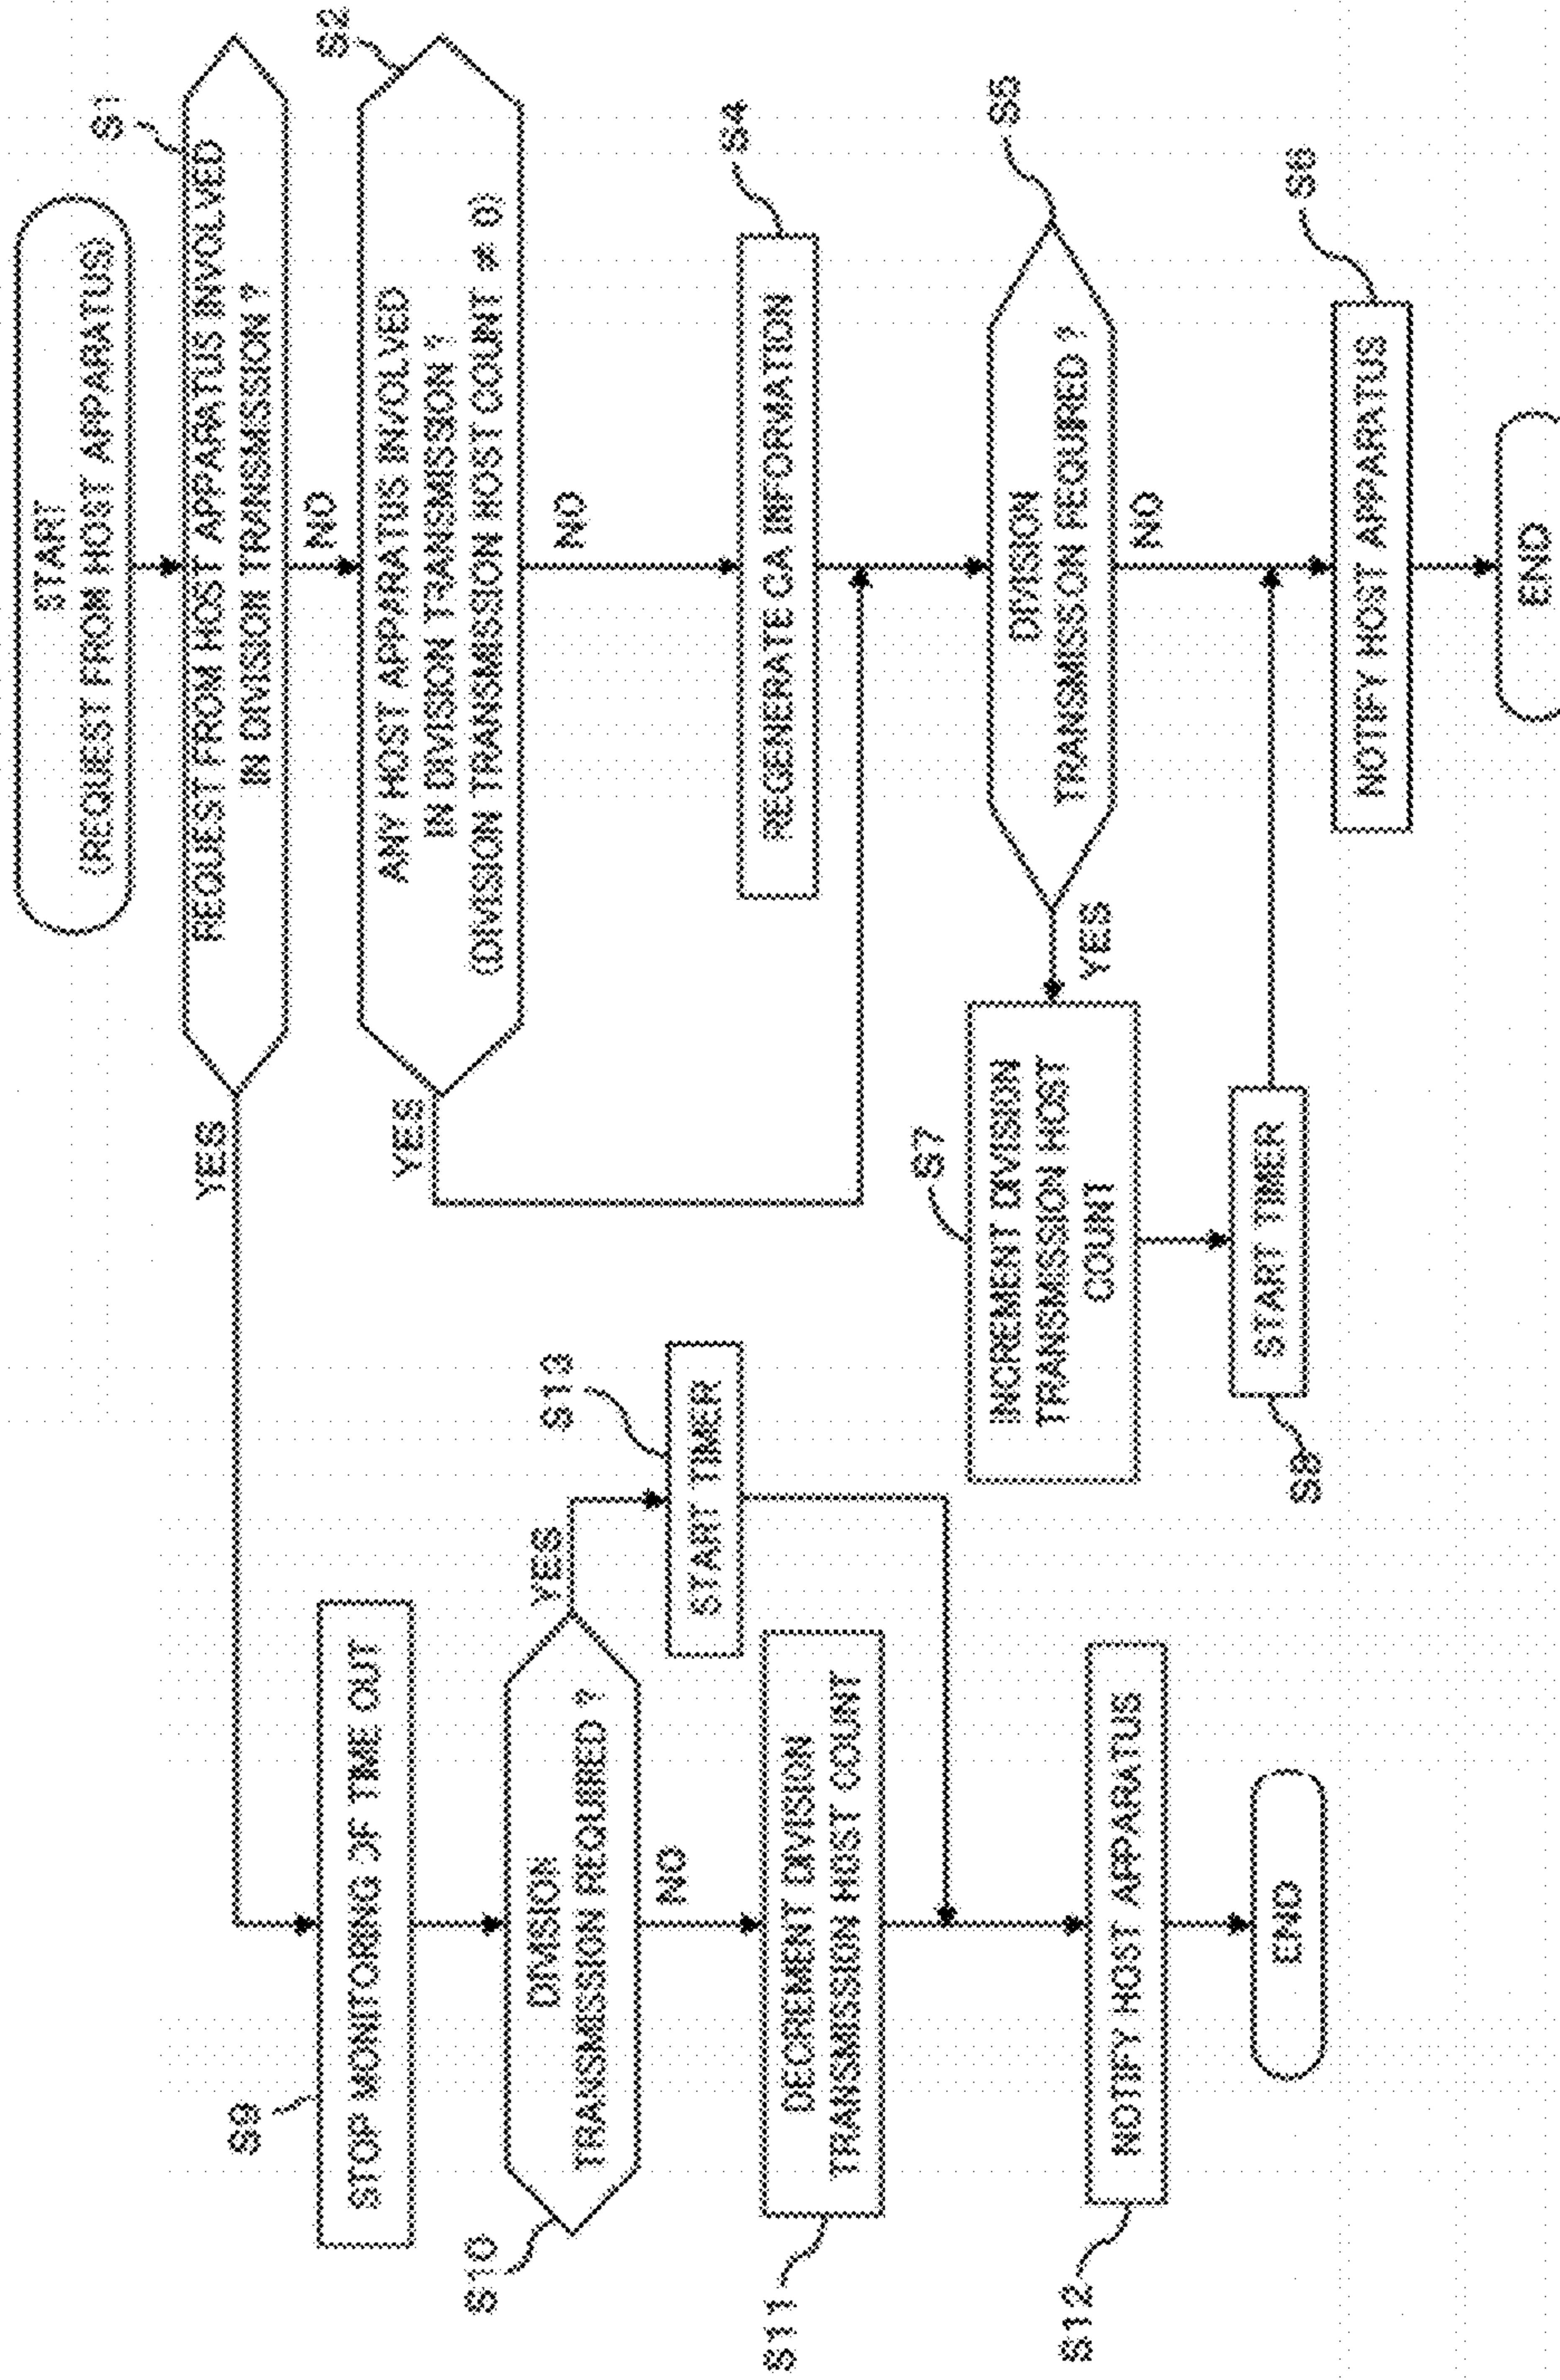 START
(REQUEST FROM HOST APPARATUS)
S1
REQUEST FROM HOST APPARATUS INVOLVED
IN DIVISION TRANSMISSION ?
YES
NO
S2
ANY HOST APPARATUS INVOLVED
IN DIVISION TRANSMISSION ?
(DIVISION TRANSMISSION HOST COUNT ≠ 0)
YES
NO
S4
REGENERATE CA INFORMATION
S5
DIVISION
TRANSMISSION REQUIRED ?
YES
NO
S7
INCREMENT DIVISION
TRANSMISSION HOST
COUNT
START TIMER
S6
NOTIFY HOST APPARATUS
END
S9
STOP MONITORING OF TIME OUT
S10
DIVISION
TRANSMISSION REQUIRED ?
YES
NO
S13
START TIMER
S11
DECREMENT DIVISION
TRANSMISSION HOST COUNT
S12
NOTIFY HOST APPARATUS
END